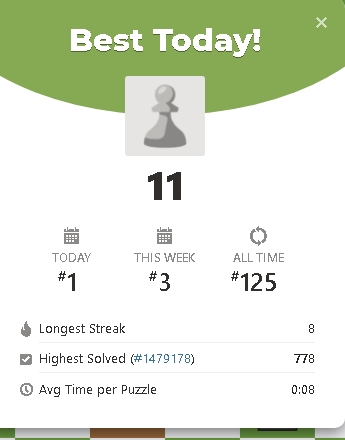 Best Today!
11
TODAY THIS WEEK ALL TIME
#1 #3 #125
Longest Streak 8
Highest Solved (#1479178) 778
Avg Time per Puzzle 0:08